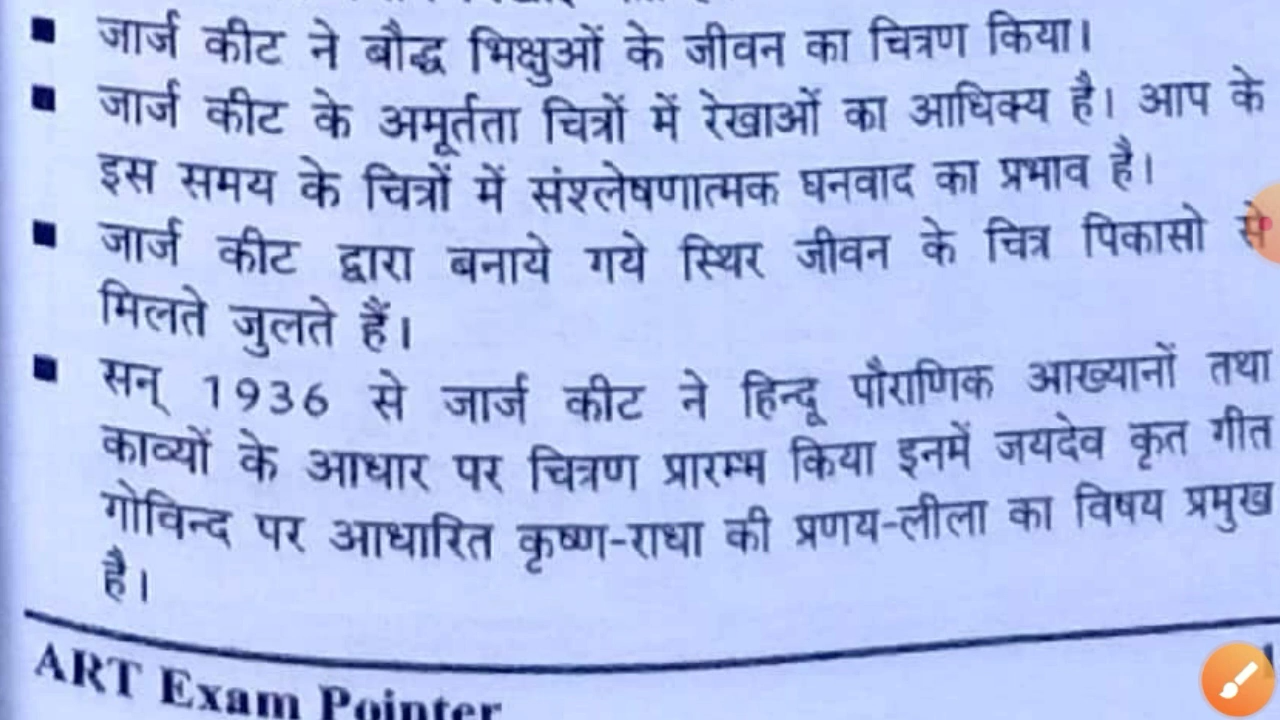 ■ जार्ज कीट ने बौद्ध भिक्षुओं के जीवन का चित्रण किया।
■ जार्ज कीट के अमूर्तता चित्रों में रेखाओं का आधिक्य है। आप के
इस समय के चित्रों में संश्लेषणात्मक घनवाद का प्रभाव है।
■ जार्ज कीट द्वारा बनाये गये स्थिर जीवन के चित्र पिकासो से
मिलते जुलते हैं।
■ सन् 1936 से जार्ज कीट ने हिन्दू पौराणिक आख्यानों तथा
काव्यों के आधार पर चित्रण प्रारम्भ किया इनमें जयदेव कृत गीत
गोविन्द पर आधारित कृष्ण-राधा की प्रणय-लीला का विषय प्रमुख
है।
ART Exam Pointer